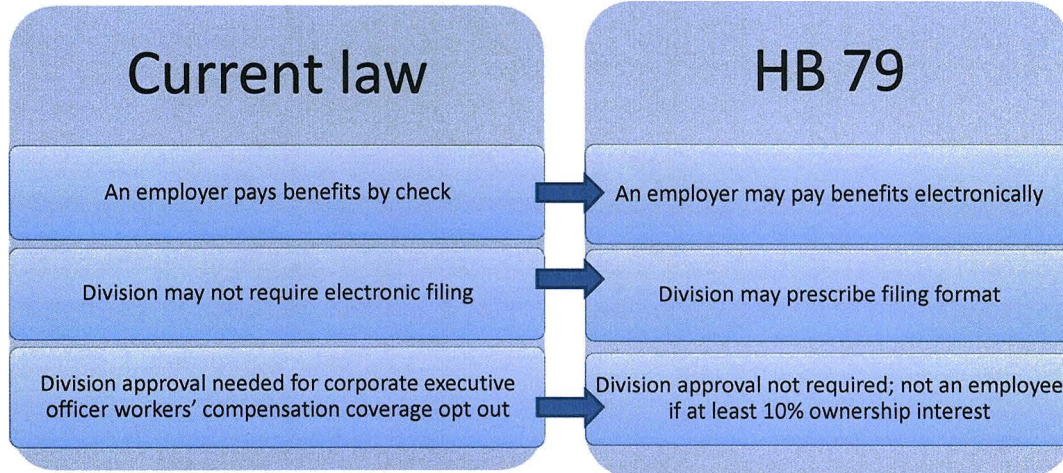 Current law
HB 79
An employer pays benefits by check
An employer may pay benefits electronically
Division may not require electronic filing
Division may prescribe filing format
Division approval needed for corporate executive
officer workers' compensation coverage opt out
Division approval not required; not an employee
if at least 10% ownership interest